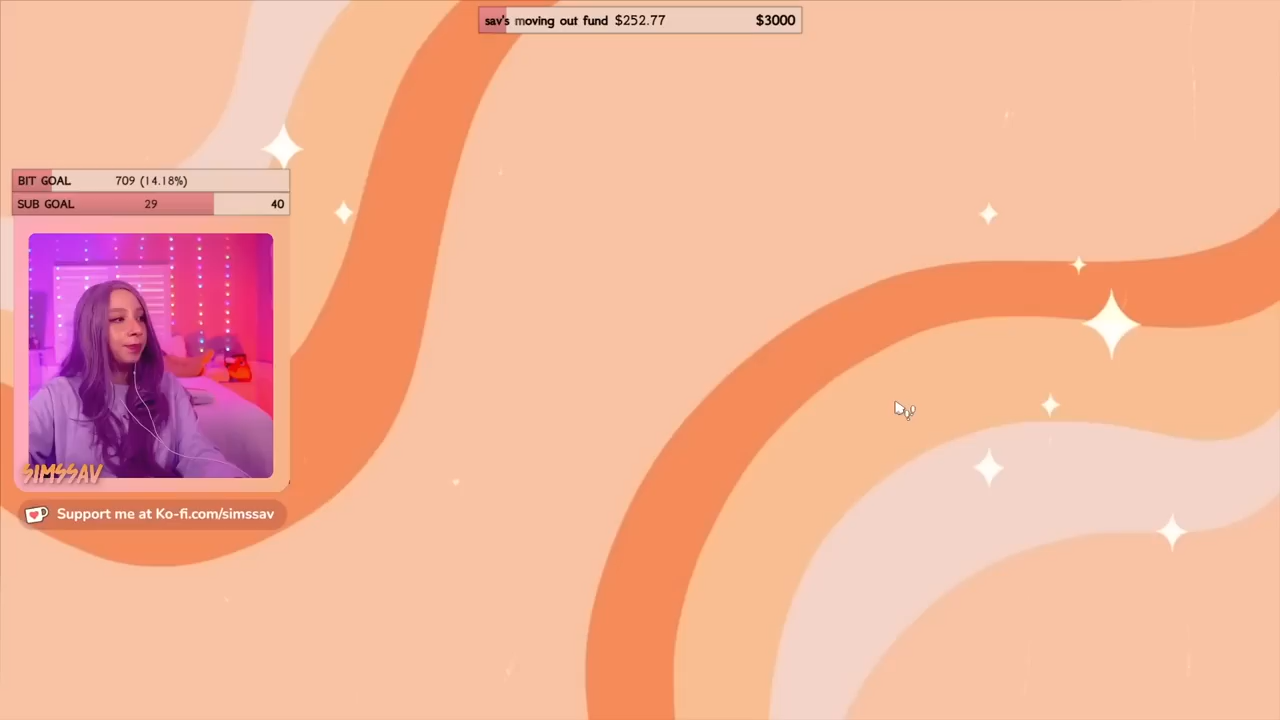 sav's moving out fund $252.77 $3000
BIT GOAL 709 (14.18%)
SUB GOAL 29 40
SIMSSAV
Support me at Ko-fi.com/simssav